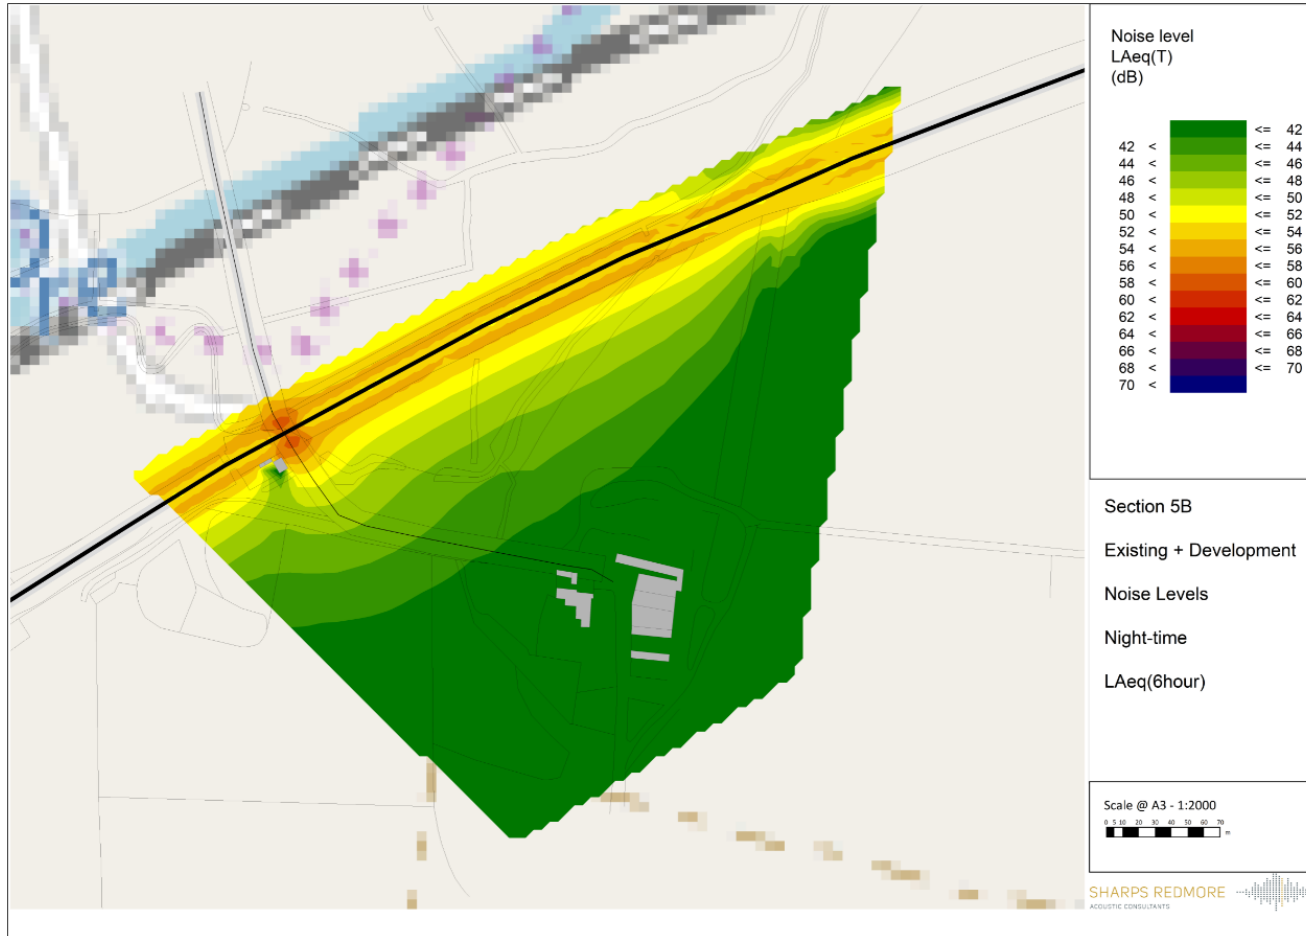 Noise level
LAeq(T)
(dB)
<= 42
42 < <= 44
44 < <= 46
46 < <= 48
48 < <= 50
50 < <= 52
52 < <= 54
54 < <= 56
56 < <= 58
58 < <= 60
60 < <= 62
62 < <= 64
64 < <= 66
66 < <= 68
68 < <= 70
70 <
Section 5B
Existing + Development
Noise Levels
Night-time
LAeq(6hour)
Scale @ A3 - 1:2000
0 5 10 20 30 40 50 60 70
m
SHARPS REDMORE
ACOUSTIC CONSULTANTS